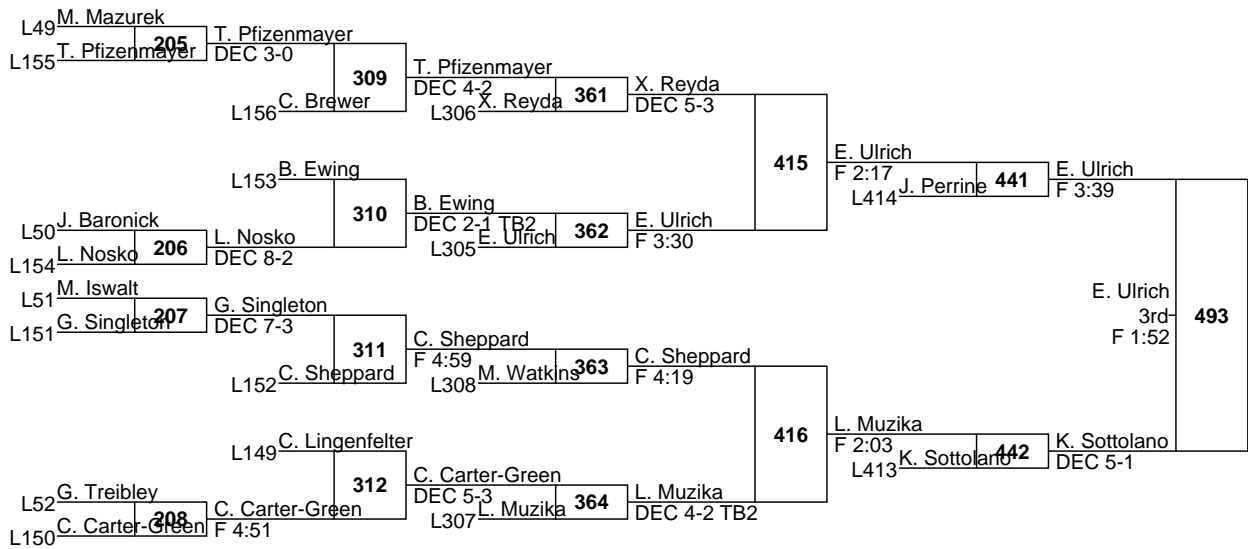 M. Mazurek
L49
205
T. Pfizenmayer
L155
T. Pfizenmayer
DEC 3-0
309
T. Pfizenmayer
DEC 4-2
L156
C. Brewer
361
X. Reyda
DEC 5-3
L306
X. Reyda
415
E. Ulrich
F 2:17
L153
B. Ewing
310
B. Ewing
DEC 2-1 TB2
L50
J. Baronick
206
L. Nosko
DEC 8-2
L154
L. Nosko
L305
E. Ulrich
362
E. Ulrich
F 3:30
L414
J. Perrine
441
E. Ulrich
F 3:39
L51
M. Iswalt
207
G. Singleton
DEC 7-3
L151
G. Singleton
311
C. Sheppard
F 4:59
L152
C. Sheppard
L308
M. Watkins
363
C. Sheppard
F 4:19
E. Ulrich
3rd
F 1:52
493
416
L. Muzika
F 2:03
L149
C. Lingenfelter
312
C. Carter-Green
DEC 5-3
L52
G. Treibley
208
C. Carter-Green
F 4:51
L150
C. Carter-Green
L307
L. Muzika
364
L. Muzika
DEC 4-2 TB2
L413
K. Sottolano
442
K. Sottolano
DEC 5-1